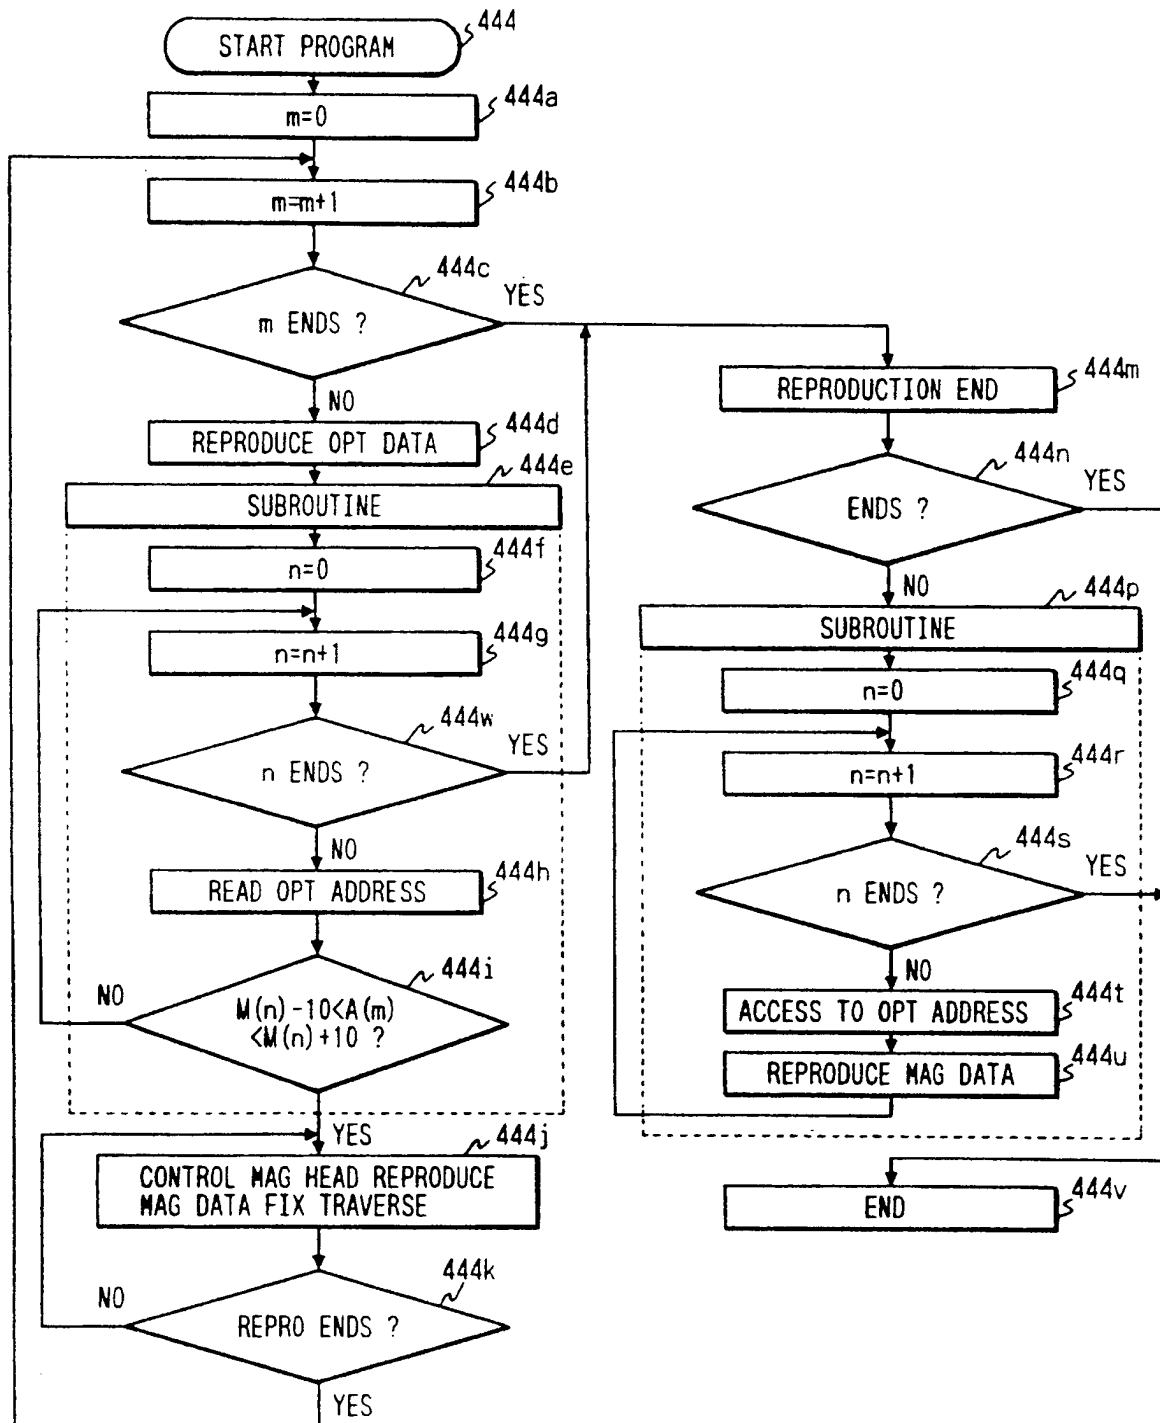 START PROGRAM
444
m=0
444a
m=m+1
444b
m ENDS ?
444c
YES
NO
REPRODUCE OPT DATA
444d
SUBROUTINE
444e
n=0
444f
n=n+1
444g
n ENDS ?
444w
YES
NO
READ OPT ADDRESS
444h
M(n)-10<A(m)
<M(n)+10 ?
444i
NO
YES
CONTROL MAG HEAD REPRODUCE
MAG DATA FIX TRAVERSE
444j
REPRO ENDS ?
444k
NO
YES
REPRODUCTION END
444m
ENDS ?
444n
YES
NO
SUBROUTINE
444p
n=0
444q
n=n+1
444r
n ENDS ?
444s
YES
NO
ACCESS TO OPT ADDRESS
444t
REPRODUCE MAG DATA
444u
END
444v